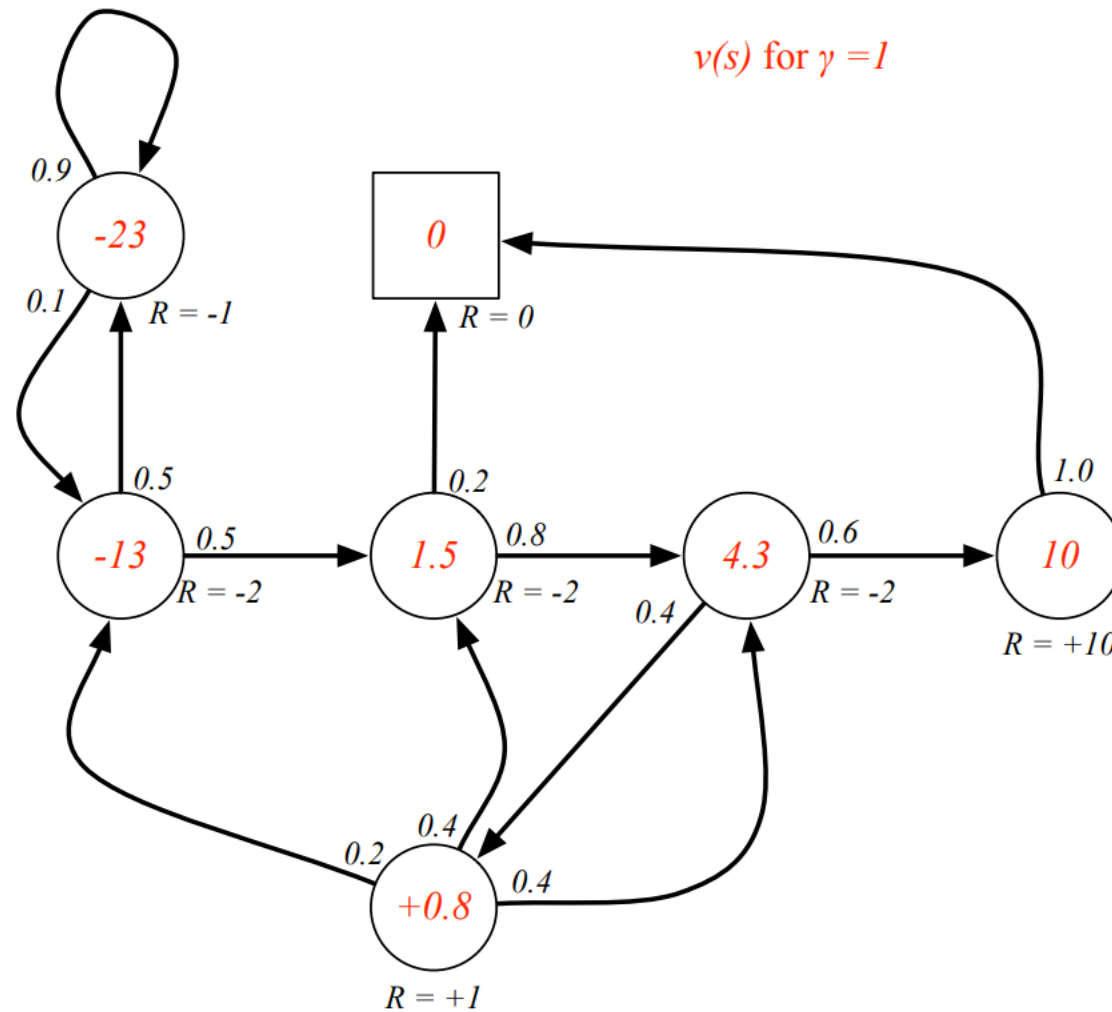 v(s) for γ =1
0.9
-23
0
0.1
R = -1
R = 0
0.5
0.2
1.0
-13
0.5
1.5
0.8
4.3
0.6
10
R = -2
R = -2
R = -2
0.4
R = +10
0.4
0.2
+0.8
0.4
R = +1